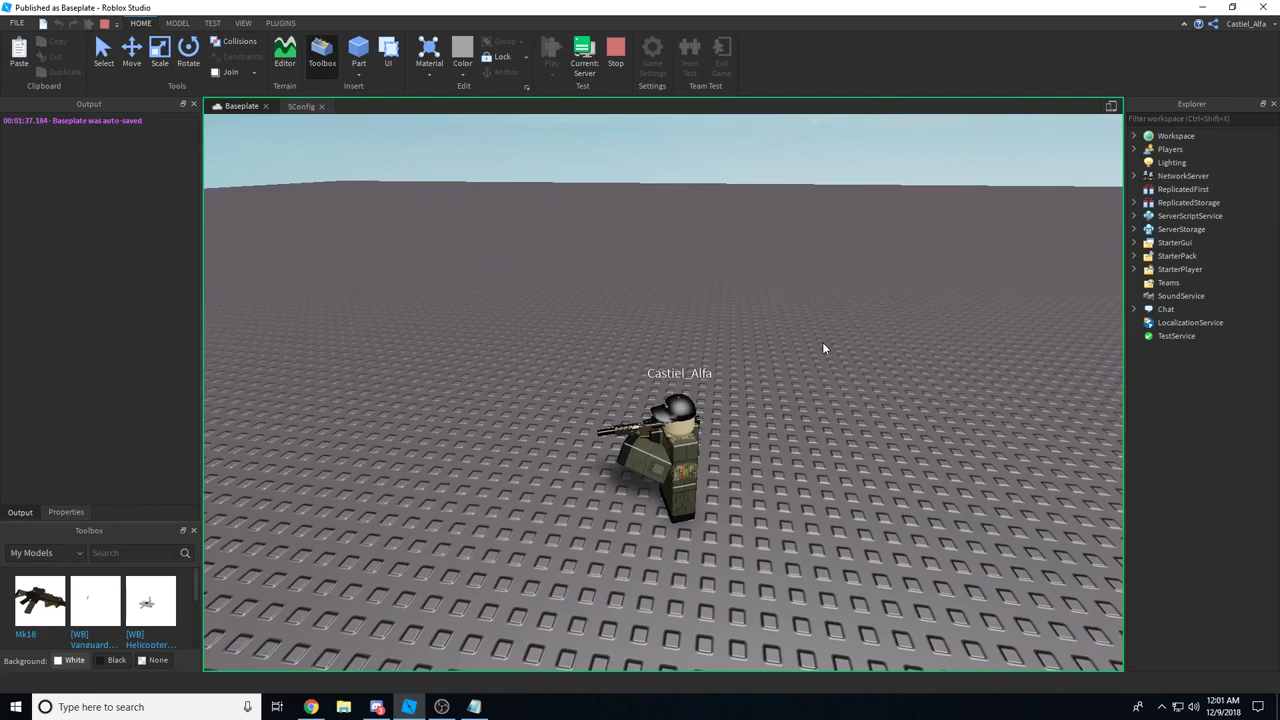 Published as Baseplate - Roblox Studio
FILE HOME MODEL TEST VIEW PLUGINS Castiel_Alfa
Paste Copy Cut Duplicate Select Move Scale Rotate Collisions Constraints Join Editor Toolbox Part UI Material Color Group Lock Anchor Play Current: Server Stop Game Settings Team Test Exit Game
Clipboard Tools Terrain Insert Edit Test Settings Team Test
Output Baseplate SConfig Explorer
00:01:37.184 - Baseplate was auto-saved
Filter workspace (Ctrl+Shift+X)
Workspace
Players
Lighting
NetworkServer
ReplicatedFirst
ReplicatedStorage
ServerScriptService
ServerStorage
StarterGui
StarterPack
StarterPlayer
Teams
SoundService
Chat
LocalizationService
TestService
Castiel_Alfa
Output Properties
Toolbox
My Models Search
Mk18 [WB] Vanguard... [WB] Helicopter...
Background: White Black None
Type here to search
12:01 AM
12/9/2018